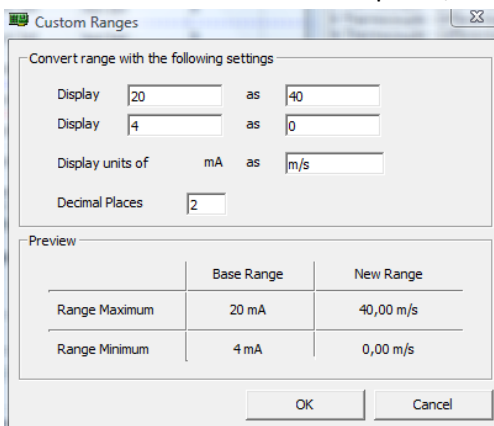 Custom Ranges
Convert range with the following settings
Display 20 as 40
Display 4 as 0
Display units of mA as m/s
Decimal Places 2
Preview
Base Range New Range
Range Maximum 20 mA 40,00 m/s
Range Minimum 4 mA 0,00 m/s
OK Cancel